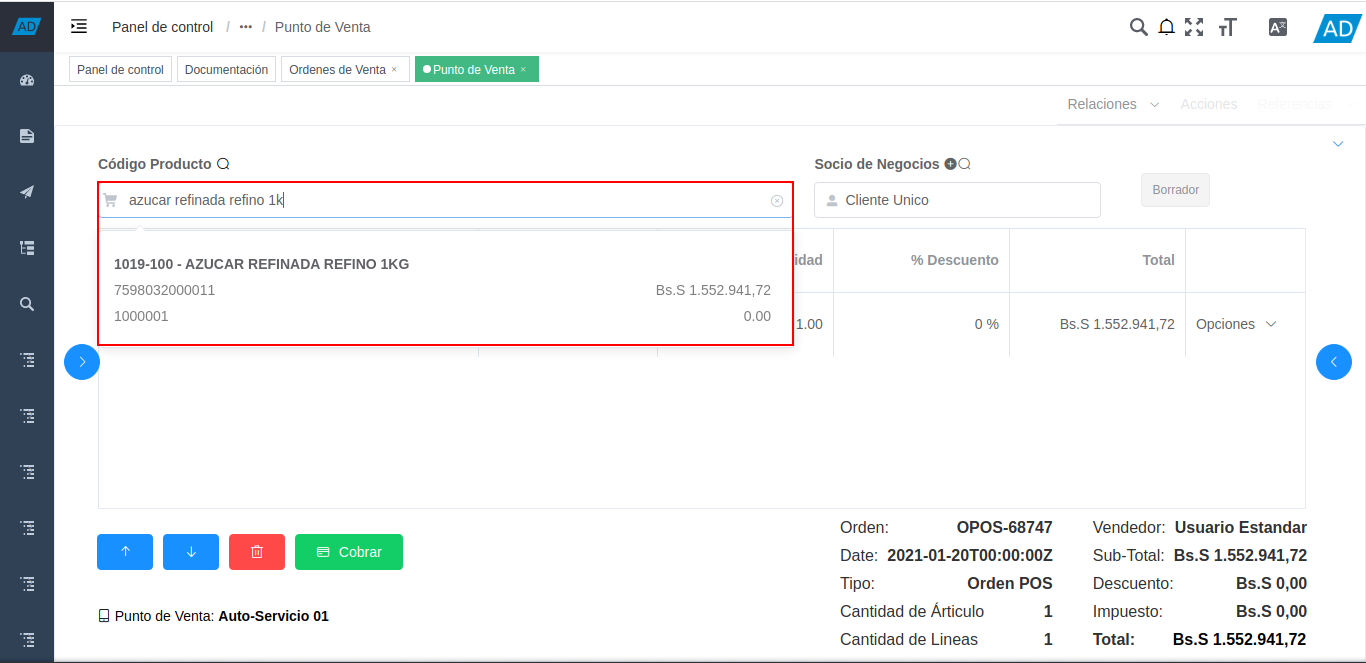 AD
Panel de control / ••• / Punto de Venta
AD
Panel de control
Documentación
Ordenes de Venta ×
Punto de Venta ×
Relaciones
Acciones
Referencias
Código Producto
Socio de Negocios
azucar refinada refino 1k
Cliente Unico
Borrador
1019-100 - AZUCAR REFINADA REFINO 1KG
7598032000011 Bs.S 1.552.941,72
1000001 0.00
idad % Descuento Total
1.00 0 % Bs.S 1.552.941,72 Opciones
Cobrar
Punto de Venta: Auto-Servicio 01
Orden: OPOS-68747
Date: 2021-01-20T00:00:00Z
Tipo: Orden POS
Cantidad de Árticulo 1
Cantidad de Lineas 1
Vendedor: Usuario Estandar
Sub-Total: Bs.S 1.552.941,72
Descuento: Bs.S 0,00
Impuesto: Bs.S 0,00
Total: Bs.S 1.552.941,72